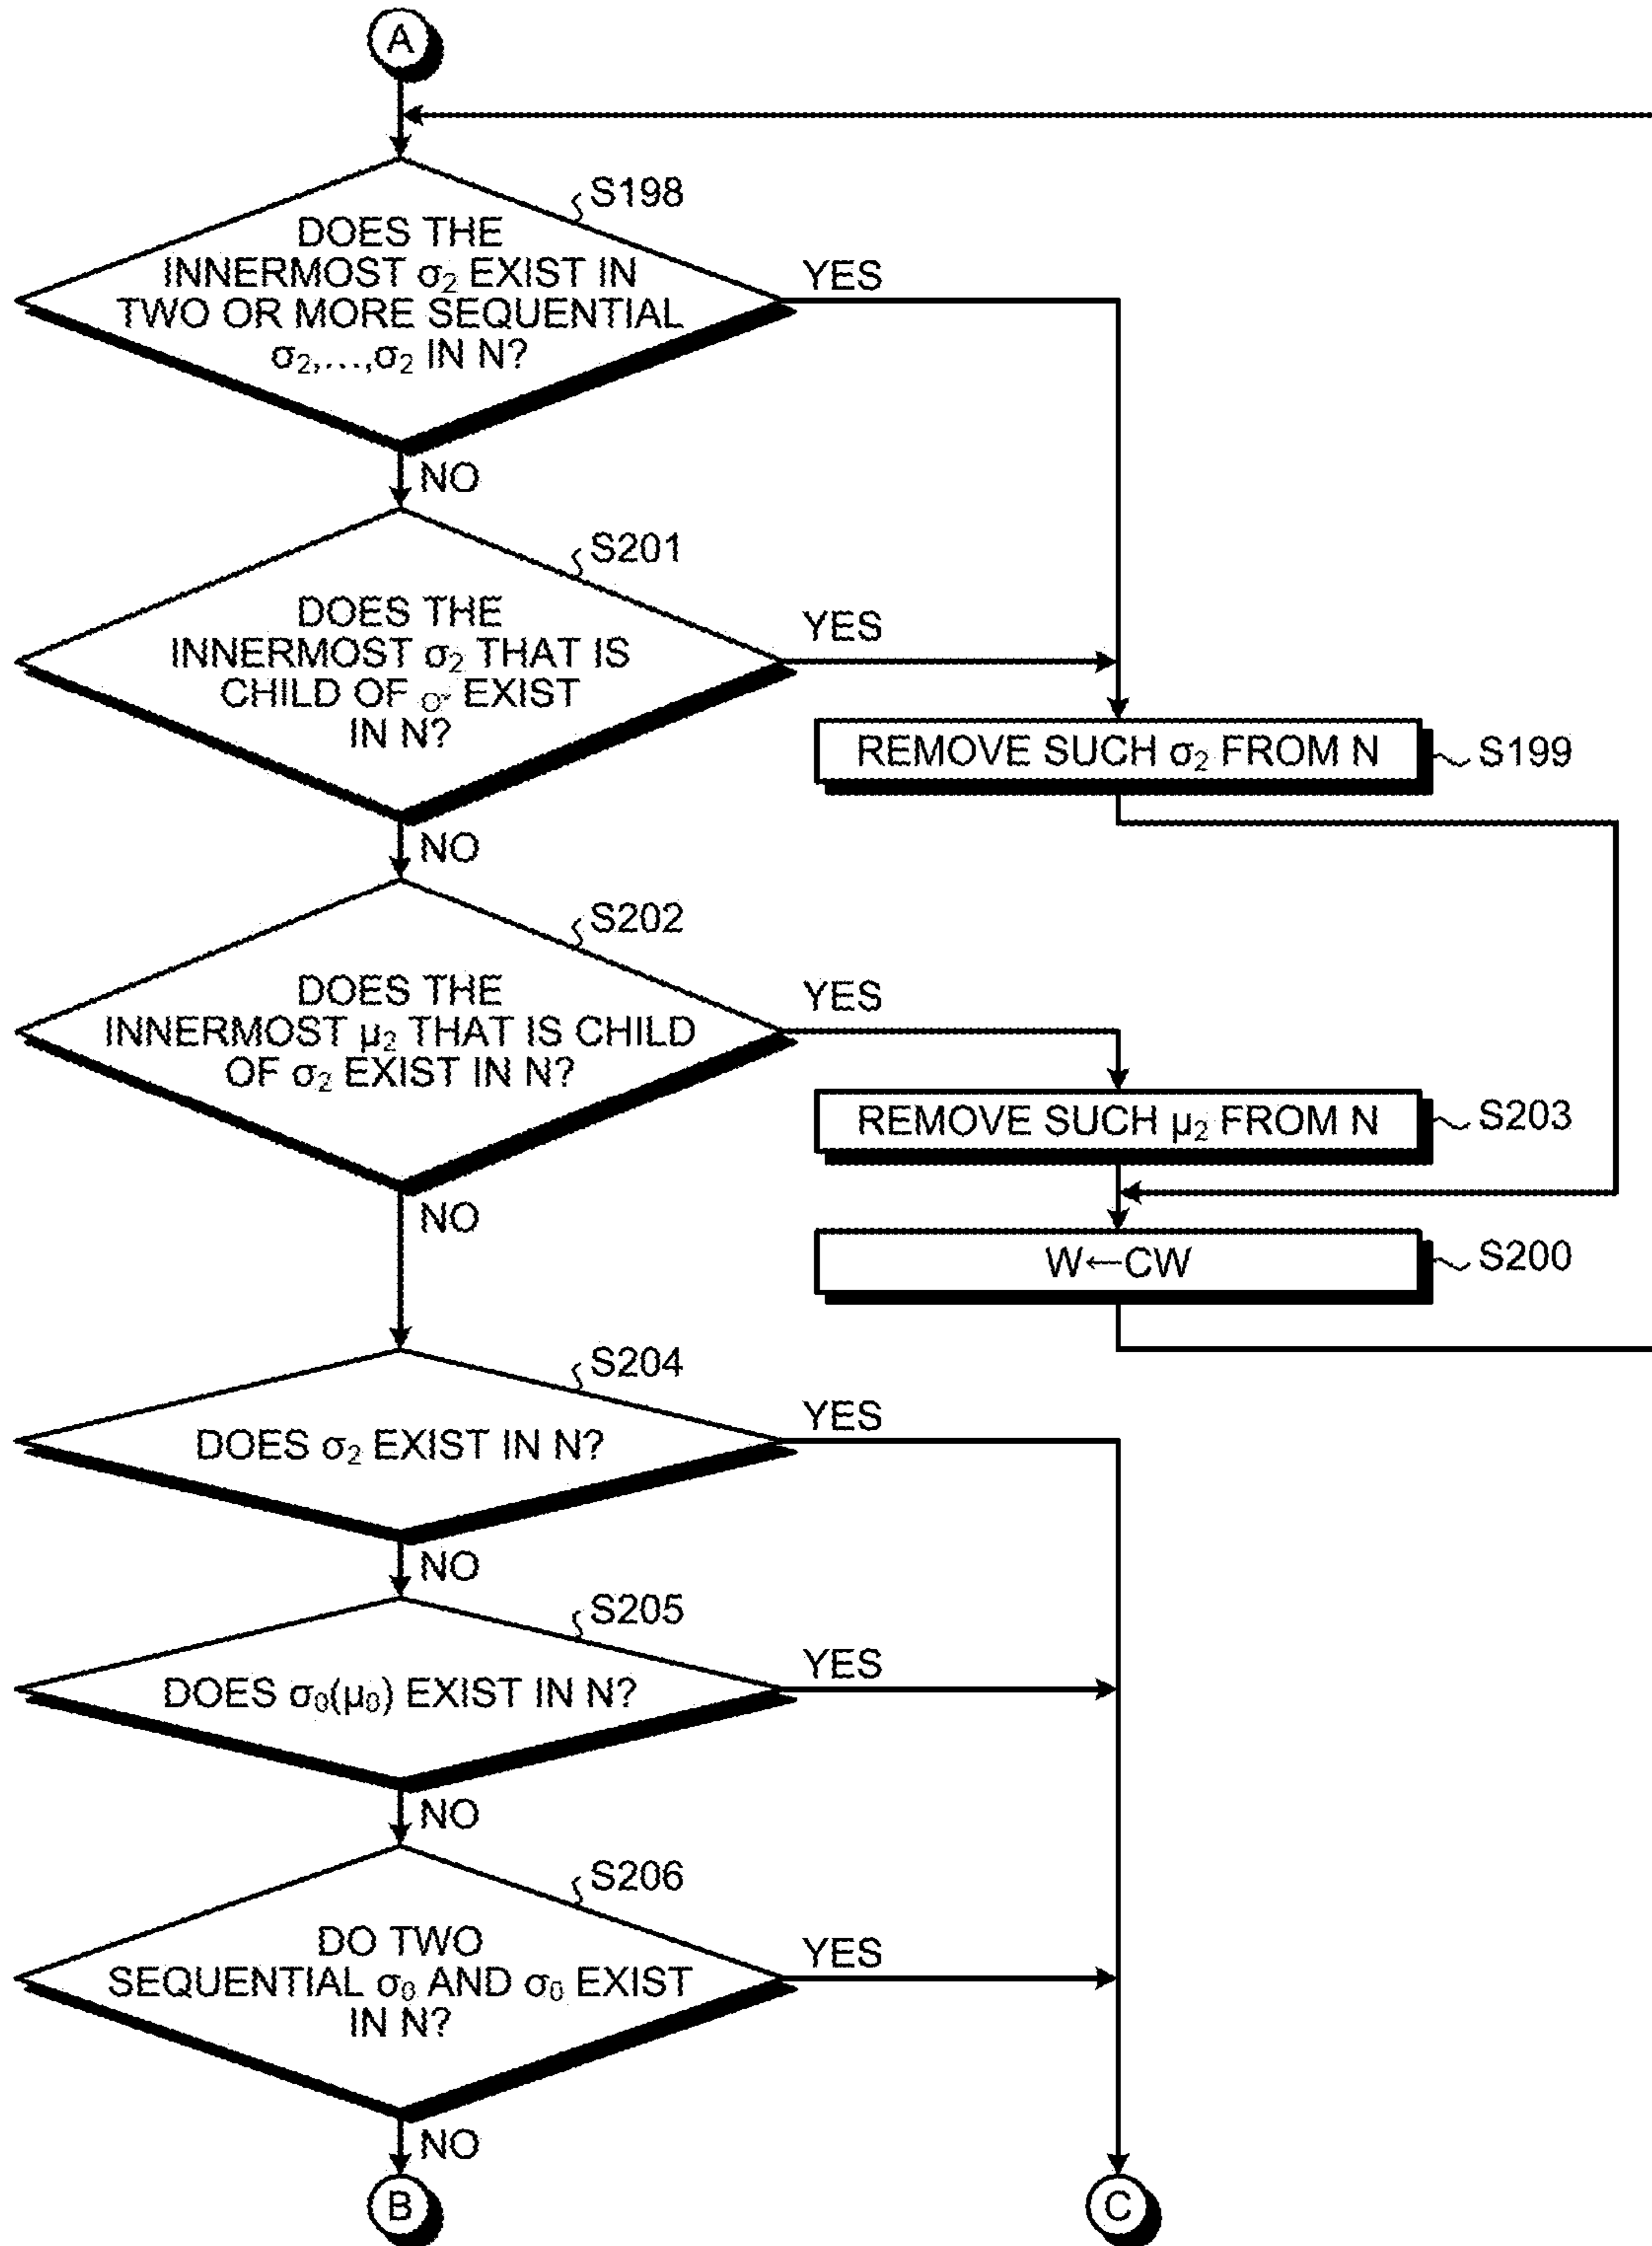 A
S198
DOES THE
INNERMOST σ₂ EXIST IN
TWO OR MORE SEQUENTIAL
σ₂,...,σ₂ IN N?
YES
NO
S201
DOES THE
INNERMOST σ₂ THAT IS
CHILD OF EXIST
IN N?
YES
REMOVE SUCH σ₂ FROM N
S199
NO
S202
DOES THE
INNERMOST μ₂ THAT IS CHILD
OF σ₂ EXIST IN N?
YES
REMOVE SUCH μ₂ FROM N
S203
NO
W←CW
S200
S204
DOES σ₂ EXIST IN N?
YES
NO
S205
DOES σ₀(μ₀) EXIST IN N?
YES
NO
S206
DO TWO
SEQUENTIAL σ₀ AND σ₀ EXIST
IN N?
YES
NO
B
C